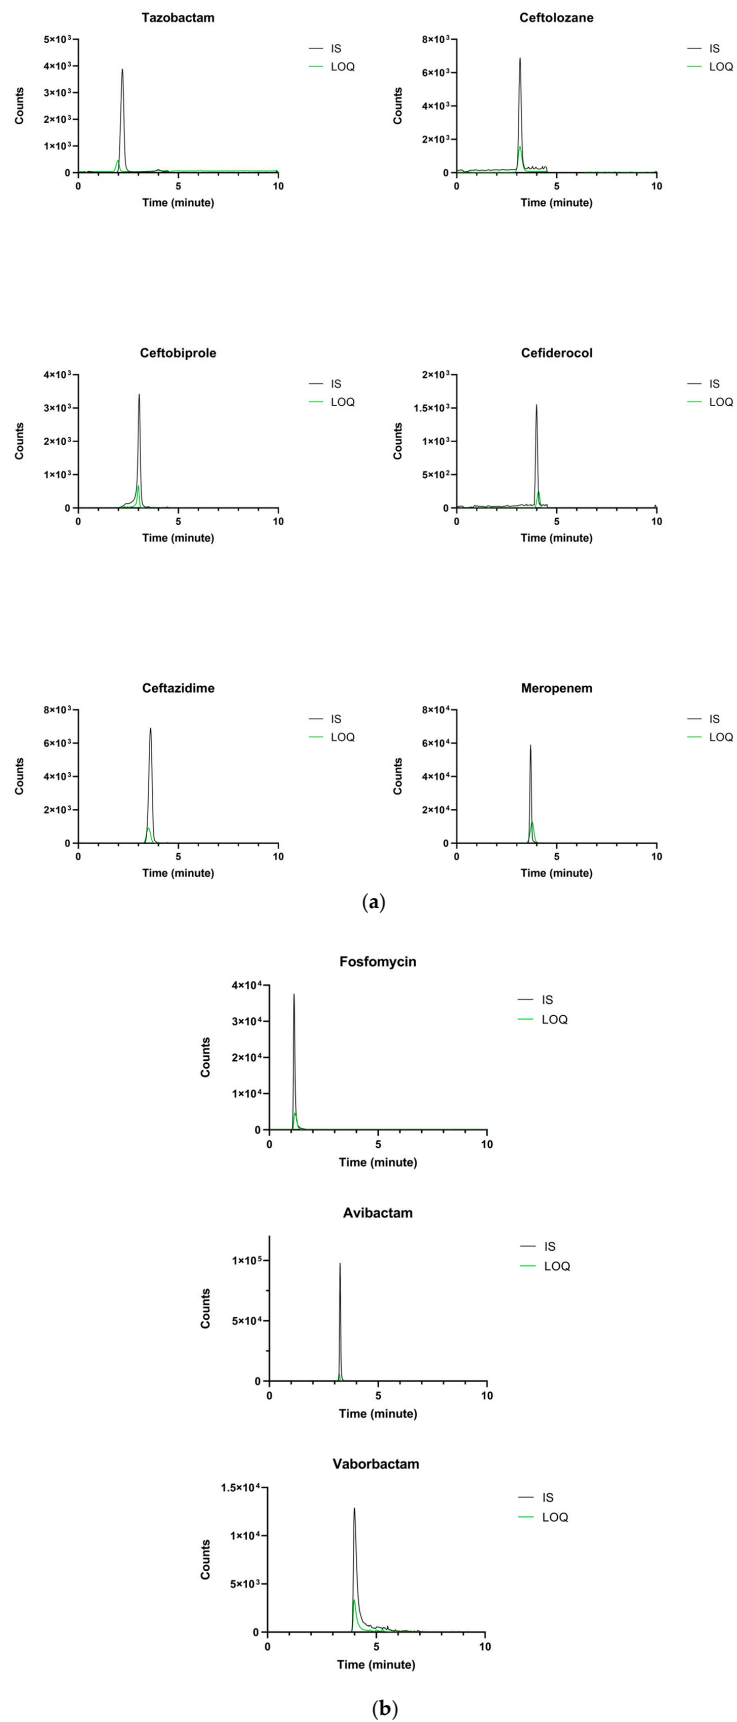 Tazobactam
5×10³
4×10³
3×10³
2×10³
1×10³
0
Counts
0 5 10
Time (minute)
IS
LOQ
Ceftolozane
8×10³
6×10³
4×10³
2×10³
0
Counts
0 5 10
Time (minute)
IS
LOQ
Ceftobiprole
4×10³
3×10³
2×10³
1×10³
0
Counts
0 5 10
Time (minute)
IS
LOQ
Cefiderocol
2×10³
1.5×10³
1×10³
5×10²
0
Counts
0 5 10
Time (minute)
IS
LOQ
Ceftazidime
8×10³
6×10³
4×10³
2×10³
0
Counts
0 5 10
Time (minute)
IS
LOQ
Meropenem
8×10⁴
6×10⁴
4×10⁴
2×10⁴
0
Counts
0 5 10
Time (minute)
IS
LOQ
(a)
Fosfomycin
4×10⁴
3×10⁴
2×10⁴
1×10⁴
0
Counts
0 5 10
Time (minute)
IS
LOQ
Avibactam
1×10⁵
5×10⁴
0
Counts
0 5 10
Time (minute)
IS
LOQ
Vaborbactam
1.5×10⁴
1×10⁴
5×10³
0
Counts
0 5 10
Time (minute)
IS
LOQ
(b)